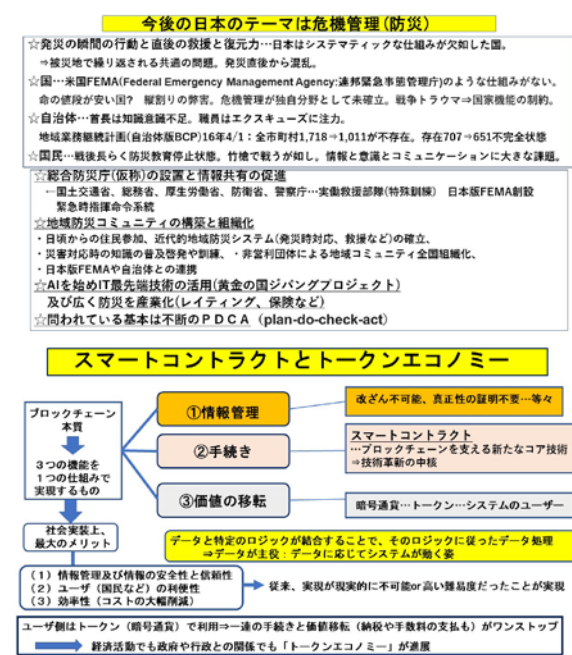 今後の日本のテーマは危機管理(防災)
☆発災の瞬間の行動と直後の救援と復元力…日本はシステマティックな仕組みが欠如した国。
⇒被災地で繰り返される共通の問題。発災直後から混乱。
☆国…米国FEMA(Federal Emergency Management Agency:連邦緊急事態管理庁)のような仕組みがない。
命の値段が安い国? 縦割りの弊害。危機管理が独自分野として未確立。戦争トラウマ⇒国家機能の制約。
☆自治体…首長は知識意識不足。職員はエクスキューズに注力。
地域業務継続計画(自治体版BCP)16年4/1:全市町村1,718→1,011が不存在。存在707→651不完全状態
☆国民…戦後長らく防災教育停止状態。竹槍で戦うが如し。情報と意識とコミュニケーションに大きな課題。
☆総合防災庁(仮称)の設置と情報共有の促進
←国土交通省、総務省、厚生労働省、防衛省、警察庁…実働救援部隊(特殊訓練) 日本版FEMA創設
緊急時指揮命令系統
☆地域防災コミュニティの構築と組織化
・日頃からの住民参加、近代的地域防災システム(発災時対応、救援など)の確立、
・災害対応時の知識の普及啓発や訓練、・非営利団体による地域コミュニティ全国組織化、
・日本版FEMAや自治体との連携
☆AIを始めIT最先端技術の活用(黄金の国ジパングプロジェクト)
及び広く防災を産業化(レイティング、保険など)
☆問われている基本は不断のPDCA (plan-do-check-act)
スマートコントラクトとトークンエコノミー
ブロックチェーン
本質
3つの機能を
1つの仕組みで
実現するもの
①情報管理
改ざん不可能、真正性の証明不要…等々
②手続き
スマートコントラクト
…ブロックチェーンを支える新たなコア技術
⇒技術革新の中核
③価値の移転
暗号通貨…トークン…システムのユーザー
社会実装上、
最大のメリット
データと特定のロジックが結合することで、そのロジックに従ったデータ処理
⇒データが主役:データに応じてシステムが働く姿
(1)情報管理及び情報の安全性と信頼性
(2)ユーザ(国民など)の利便性
(3)効率性(コストの大幅削減)
従来、実現が現実的に不可能or高い難易度だったことが実現
ユーザ側はトークン(暗号通貨)で利用⇒一連の手続きと価値移転(納税や手数料の支払も)がワンストップ
経済活動でも政府や行政との関係でも「トークンエコノミー」が進展